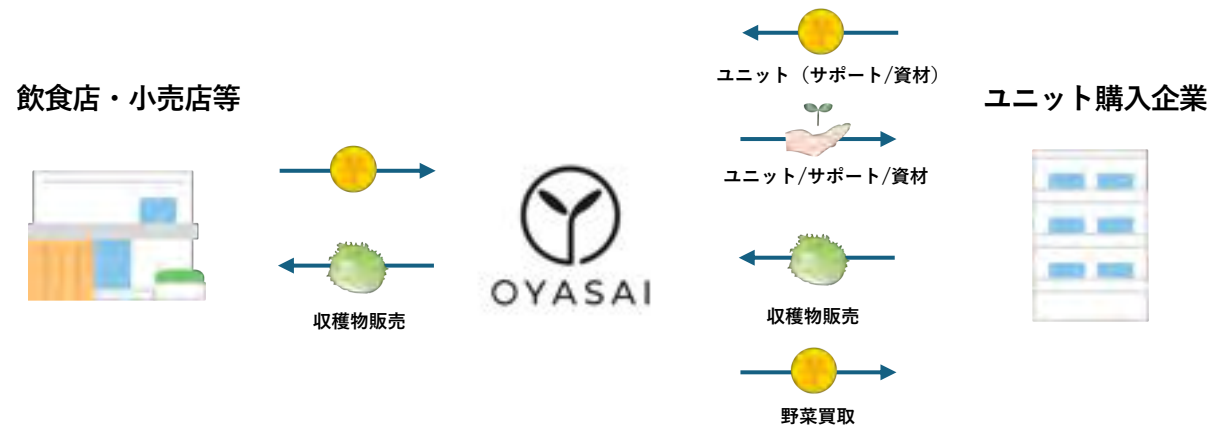 飲食店・小売店等
収穫物販売
OYASAI
ユニット（サポート/資材）
ユニット/サポート/資材
収穫物販売
野菜買取
ユニット購入企業